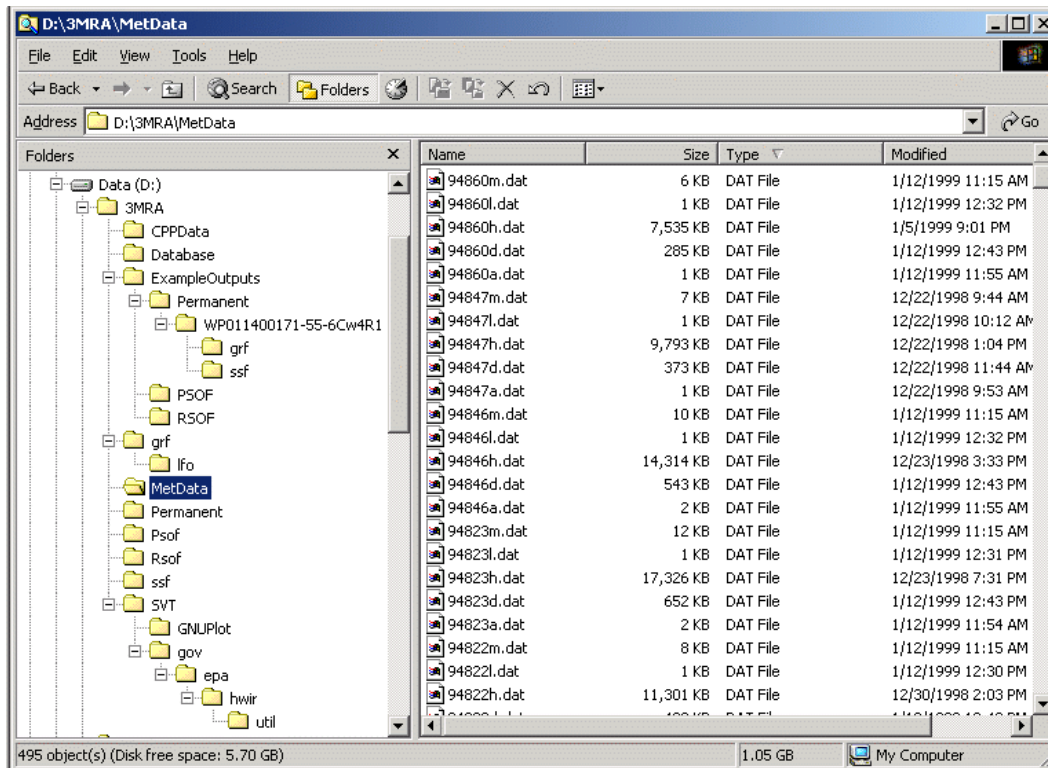 D:\3MRA\MetData
File Edit View Tools Help
Back Search Folders
Address D:\3MRA\MetData Go
Folders
Data (D:)
3MRA
CPPData
Database
ExampleOutputs
Permanent
WP011400171-55-6Cw4R1
grf
ssf
PSOF
RSOF
grf
lfo
MetData
Permanent
Psof
Rsof
ssf
SVT
GNUPlot
gov
epa
hwir
util
Name Size Type Modified
94860m.dat 6 KB DAT File 1/12/1999 11:15 AM
94860l.dat 1 KB DAT File 1/12/1999 12:32 PM
94860h.dat 7,535 KB DAT File 1/5/1999 9:01 PM
94860d.dat 285 KB DAT File 1/12/1999 12:43 PM
94860a.dat 1 KB DAT File 1/12/1999 11:55 AM
94847m.dat 7 KB DAT File 12/22/1998 9:44 AM
94847l.dat 1 KB DAT File 12/22/1998 10:12 AM
94847h.dat 9,793 KB DAT File 12/22/1998 1:04 PM
94847d.dat 373 KB DAT File 12/22/1998 11:44 AM
94847a.dat 1 KB DAT File 12/22/1998 9:53 AM
94846m.dat 10 KB DAT File 1/12/1999 11:15 AM
94846l.dat 1 KB DAT File 1/12/1999 12:32 PM
94846h.dat 14,314 KB DAT File 12/23/1998 3:33 PM
94846d.dat 543 KB DAT File 1/12/1999 12:43 PM
94846a.dat 2 KB DAT File 1/12/1999 11:55 AM
94823m.dat 12 KB DAT File 1/12/1999 11:15 AM
94823l.dat 1 KB DAT File 1/12/1999 12:31 PM
94823h.dat 17,326 KB DAT File 12/23/1998 7:31 PM
94823d.dat 652 KB DAT File 1/12/1999 12:43 PM
94823a.dat 2 KB DAT File 1/12/1999 11:54 AM
94822m.dat 8 KB DAT File 1/12/1999 11:15 AM
94822l.dat 1 KB DAT File 1/12/1999 12:30 PM
94822h.dat 11,301 KB DAT File 12/30/1998 2:03 PM
495 object(s) (Disk free space: 5.70 GB) 1.05 GB My Computer